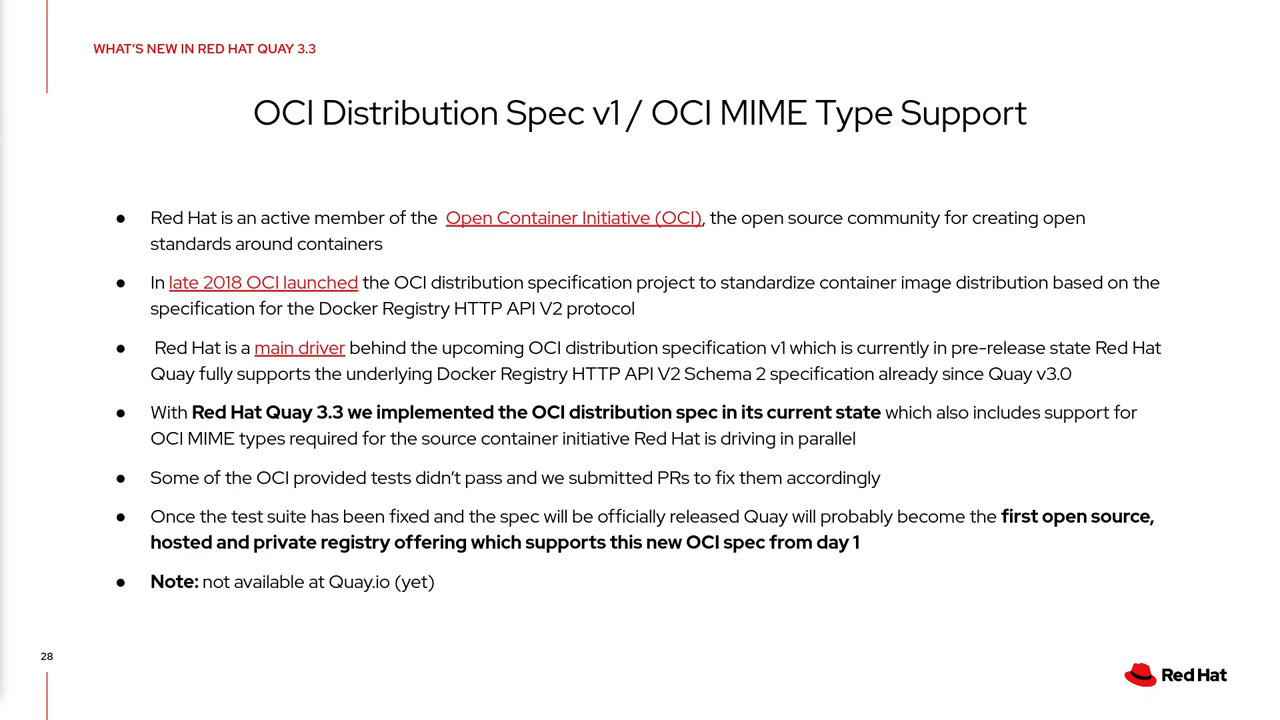 WHAT'S NEW IN RED HAT QUAY 3.3
OCI Distribution Spec v1 / OCI MIME Type Support
● Red Hat is an active member of the Open Container Initiative (OCI), the open source community for creating open
standards around containers
● In late 2018 OCI launched the OCI distribution specification project to standardize container image distribution based on the
specification for the Docker Registry HTTP API V2 protocol
● Red Hat is a main driver behind the upcoming OCI distribution specification v1 which is currently in pre-release state Red Hat
Quay fully supports the underlying Docker Registry HTTP API V2 Schema 2 specification already since Quay v3.0
● With Red Hat Quay 3.3 we implemented the OCI distribution spec in its current state which also includes support for
OCI MIME types required for the source container initiative Red Hat is driving in parallel
● Some of the OCI provided tests didn't pass and we submitted PRs to fix them accordingly
● Once the test suite has been fixed and the spec will be officially released Quay will probably become the first open source,
hosted and private registry offering which supports this new OCI spec from day 1
● Note: not available at Quay.io (yet)
28
Red Hat